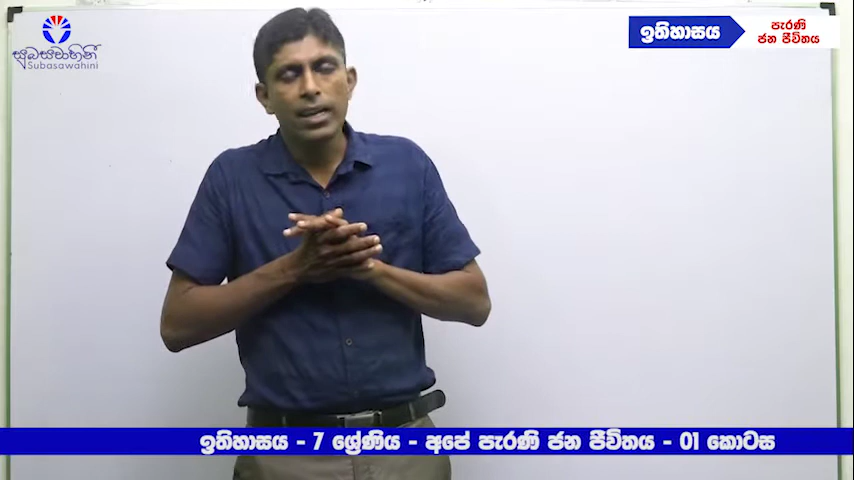 සුබසවාහිනී
Subasawahini
ඉතිහාසය
පැරණි
ජන ජීවිතය
ඉතිහාසය - 7 ශ්‍රේණිය - අපේ පැරණි ජන ජීවිතය - 01 කොටස